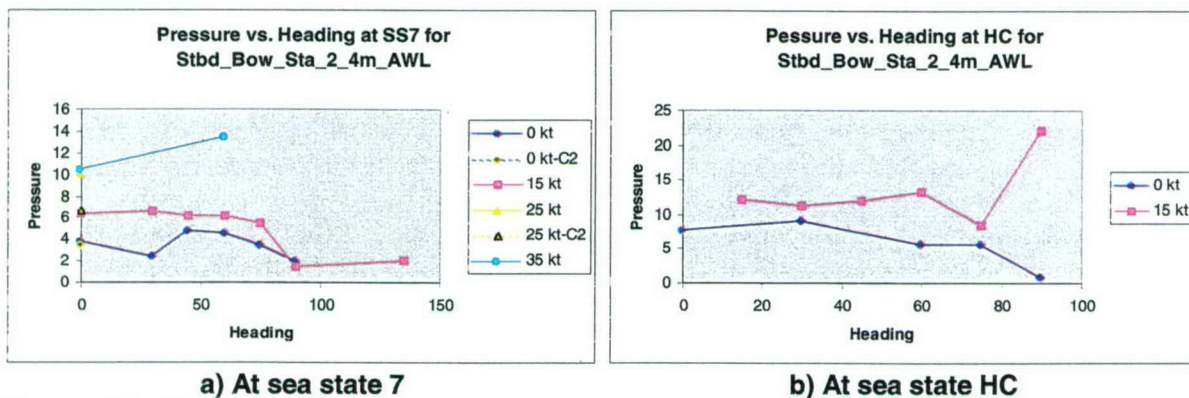 Pressure vs. Heading at SS7 for
Stbd_Bow_Sta_2_4m_AWL
Pressure
16
14
12
10
8
6
4
2
0
0
50
100
150
Heading
0 kt
0 kt-C2
15 kt
25 kt
25 kt-C2
35 kt
a) At sea state 7
Pessure vs. Heading at HC for
Stbd_Bow_Sta_2_4m_AWL
Pressure
25
20
15
10
5
0
0
20
40
60
80
100
Heading
0 kt
15 kt
b) At sea state HC